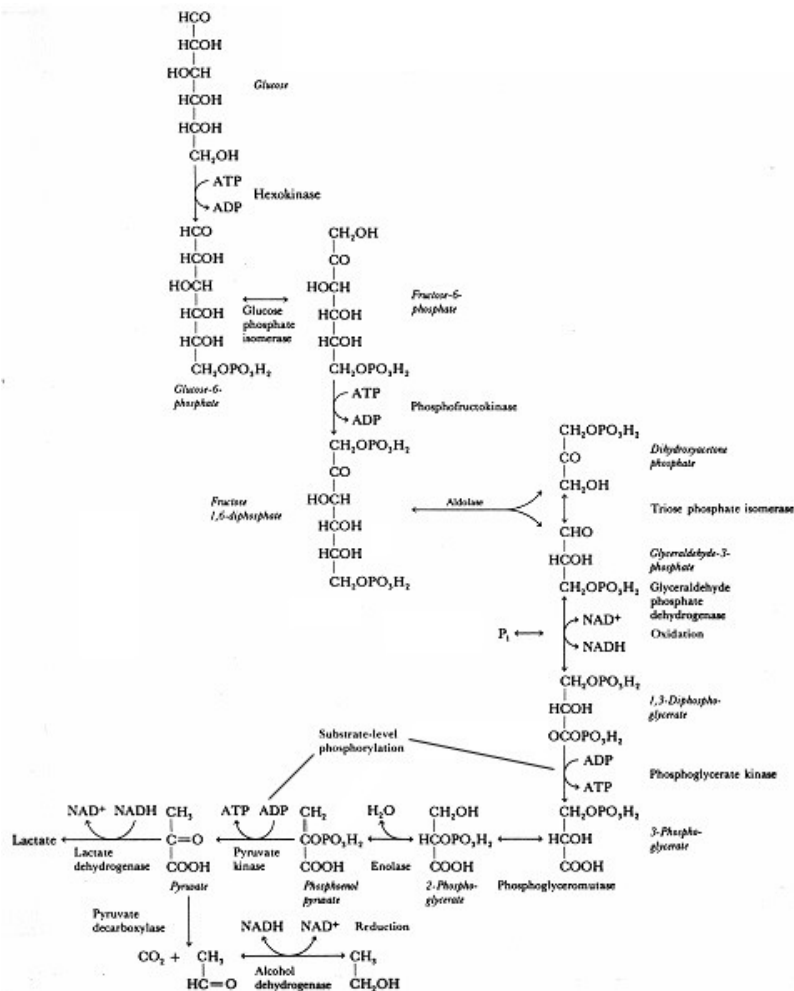 HCO
HCOH
HOCH
Glucose
HCOH
HCOH
CH₂OH
ATP
Hexokinase
ADP
HCO
HCOH
HOCH
HCOH
HCOH
CH₂OPO₃H₂
Glucose-6-
phosphate
Glucose
phosphate
isomerase
CH₂OH
CO
HOCH
HCOH
HCOH
CH₂OPO₃H₂
Fructose-6-
phosphate
ATP
Phosphofructokinase
ADP
CH₂OPO₃H₂
CO
HOCH
HCOH
HCOH
CH₂OPO₃H₂
Fructose
1,6-diphosphate
Aldolase
CH₂OPO₃H₂
CO
CH₂OH
Dihydroxyacetone
phosphate
Triose phosphate isomerase
CHO
HCOH
CH₂OPO₃H₂
Glyceraldehyde-3-
phosphate
Glyceraldehyde
phosphate
dehydrogenase
Oxidation
NAD+
Pᵢ
NADH
CH₂OPO₃H₂
HCOH
OCOPO₃H₂
1,3-Diphospho-
glycerate
Substrate-level
phosphorylation
ADP
Phosphoglycerate kinase
ATP
CH₂OPO₃H₂
HCOH
COOH
3-Phospho-
glycerate
Phosphoglyceromutase
CH₂OH
HCOPO₃H₂
COOH
2-Phospho-
glycerate
H₂O
Enolase
CH₂
COPO₃H₂
COOH
Phosphoenol
pyruvate
ATP ADP
Pyruvate
kinase
CH₃
C=O
COOH
Pyruvate
NAD+ NADH
Lactate
Lactate
dehydrogenase
Pyruvate
decarboxylase
CO₂ + CH₃
HC=O
NADH NAD+ Reduction
Alcohol
dehydrogenase
CH₃
CH₂OH